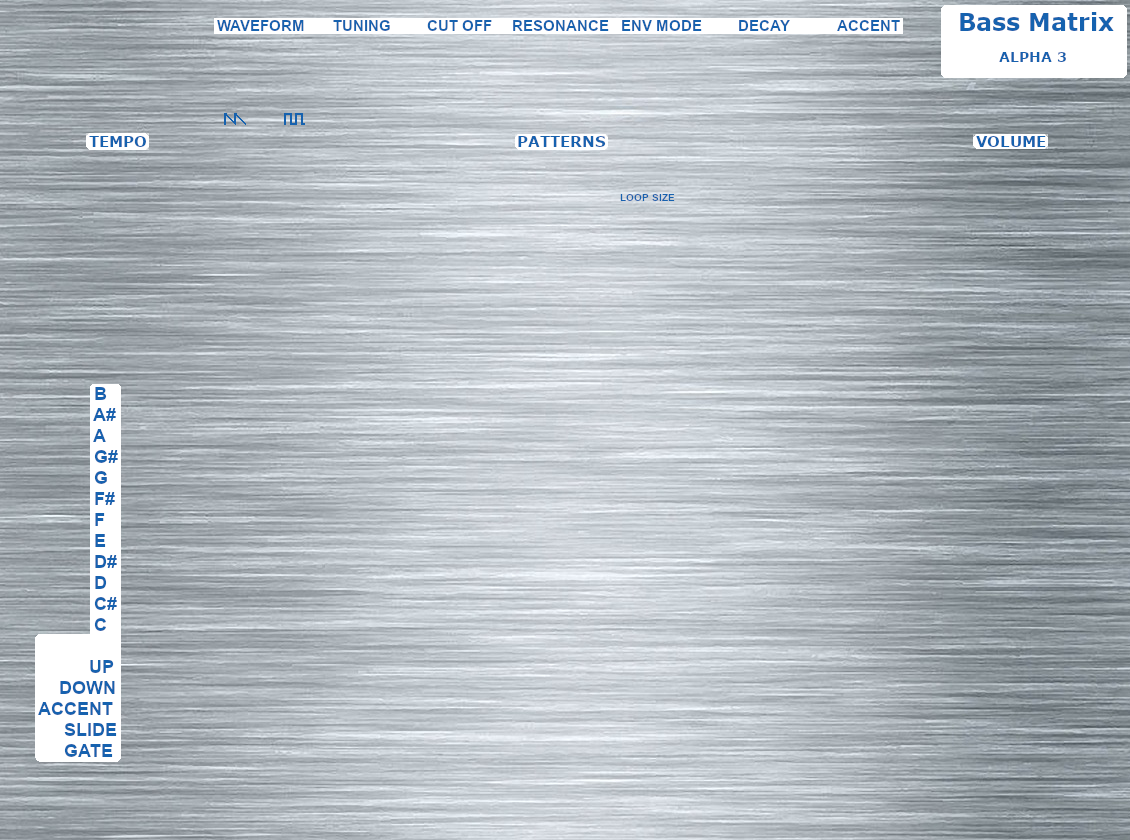 WAVEFORM TUNING CUT OFF RESONANCE ENV MODE DECAY ACCENT
Bass Matrix
ALPHA 3
TEMPO PATTERNS VOLUME
LOOP SIZE
B
A#
A
G#
G
F#
F
E
D#
D
C#
C
UP
DOWN
ACCENT
SLIDE
GATE